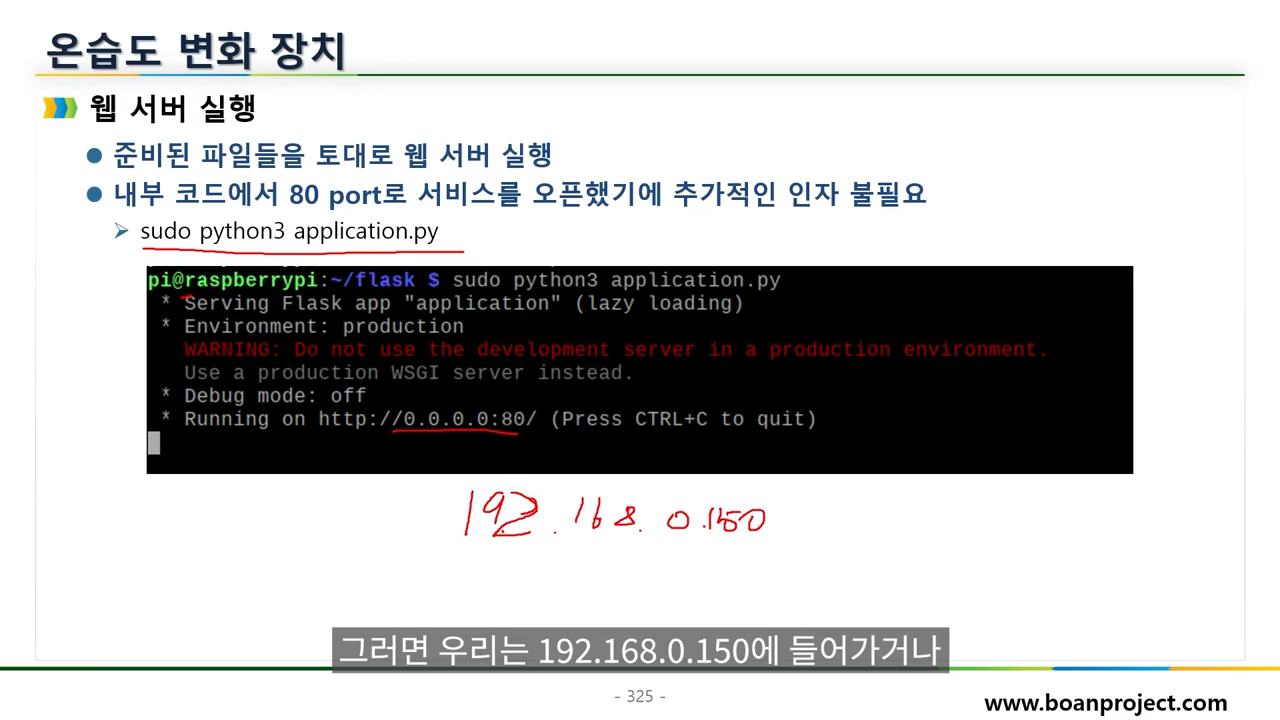 온습도 변화 장치
웹 서버 실행
준비된 파일들을 토대로 웹 서버 실행
내부 코드에서 80 port로 서비스를 오픈했기에 추가적인 인자 불필요
sudo python3 application.py
pi@raspberrypi:~/flask $ sudo python3 application.py
* Serving Flask app "application" (lazy loading)
* Environment: production
WARNING: Do not use the development server in a production environment.
Use a production WSGI server instead.
* Debug mode: off
* Running on http://0.0.0.0:80/ (Press CTRL+C to quit)
192.168.0.150
그러면 우리는 192.168.0.150에 들어가거나
- 325 -
www.boanproject.com